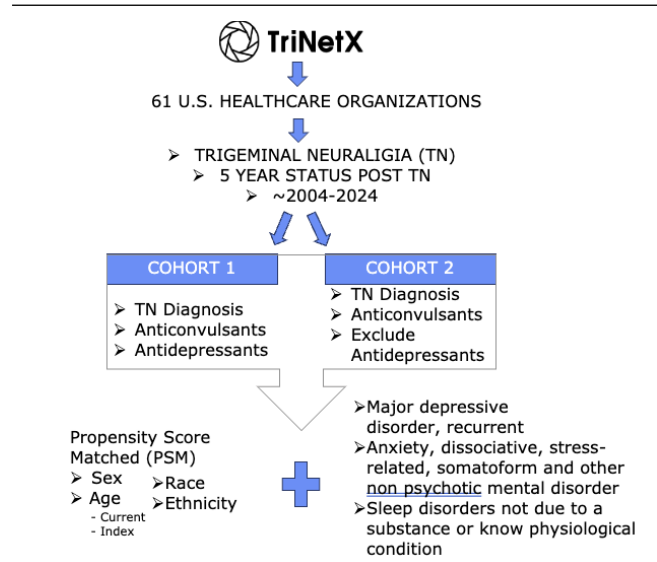 TriNetX
61 U.S. HEALTHCARE ORGANIZATIONS
➤ TRIGEMINAL NEURALIGIA (TN)
➤ 5 YEAR STATUS POST TN
➤ ~2004-2024
COHORT 1
➤ TN Diagnosis
➤ Anticonvulsants
➤ Antidepressants
COHORT 2
➤ TN Diagnosis
➤ Anticonvulsants
➤ Exclude
Antidepressants
Propensity Score
Matched (PSM)
➤ Sex
➤ Age
- Current
- Index
➤Race
➤Ethnicity
➤Major depressive
disorder, recurrent
➤Anxiety, dissociative, stress-
related, somatoform and other
non psychotic mental disorder
➤Sleep disorders not due to a
substance or know physiological
condition